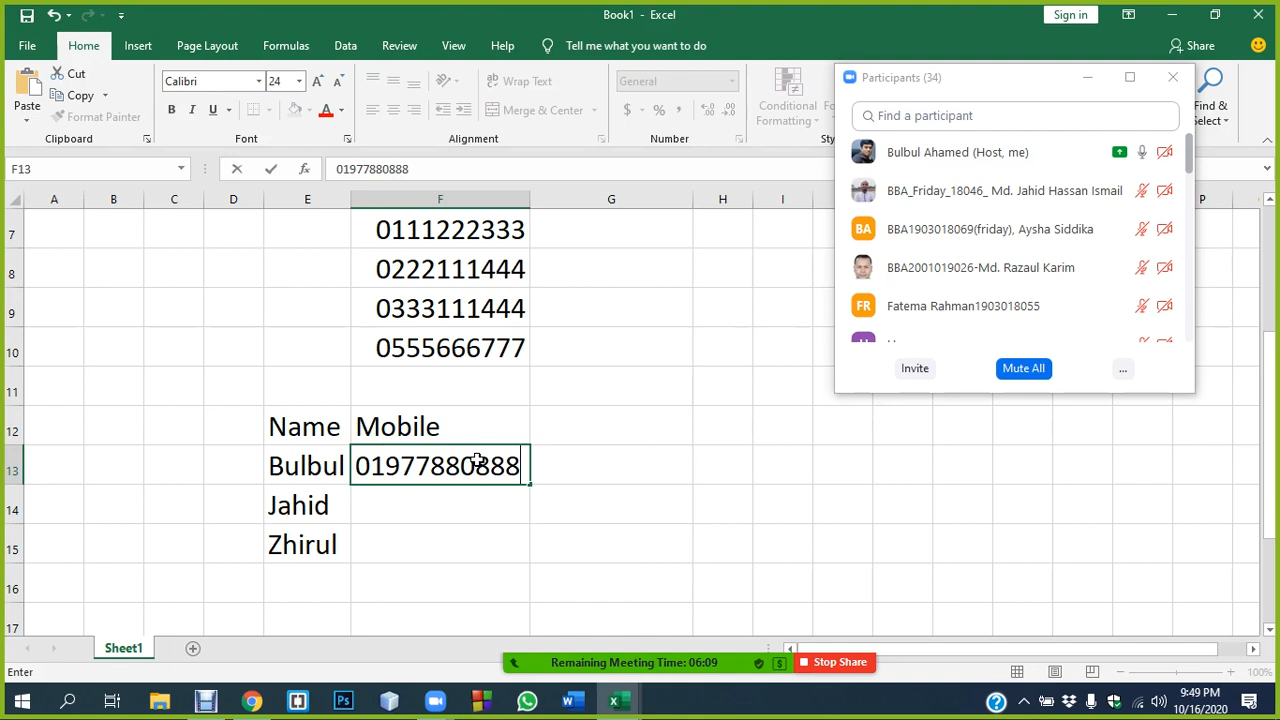 Book1 - Excel
Sign in
File Home Insert Page Layout Formulas Data Review View Help Tell me what you want to do Share
Paste
Cut
Copy
Format Painter
Clipboard
Calibri 24
B I U
Font
Wrap Text
Merge & Center
Alignment
General
Number
Conditional
Formatting
Find &
Select
Participants (34)
Find a participant
Bulbul Ahamed (Host, me)
BBA_Friday_18046_ Md. Jahid Hassan Ismail
BA BBA1903018069(friday), Aysha Siddika
BBA2001019026-Md. Razaul Karim
FR Fatema Rahman1903018055
Invite Mute All ...
F13 fx 01977880888
A B C D E F G H I P
7 0111222333
8 0222111444
9 0333111444
10 0555666777
11
12 Name Mobile
13 Bulbul 01977880888
14 Jahid
15 Zhirul
16
17
Sheet1
Remaining Meeting Time: 06:09 Stop Share
Enter 100%
9:49 PM
10/16/2020